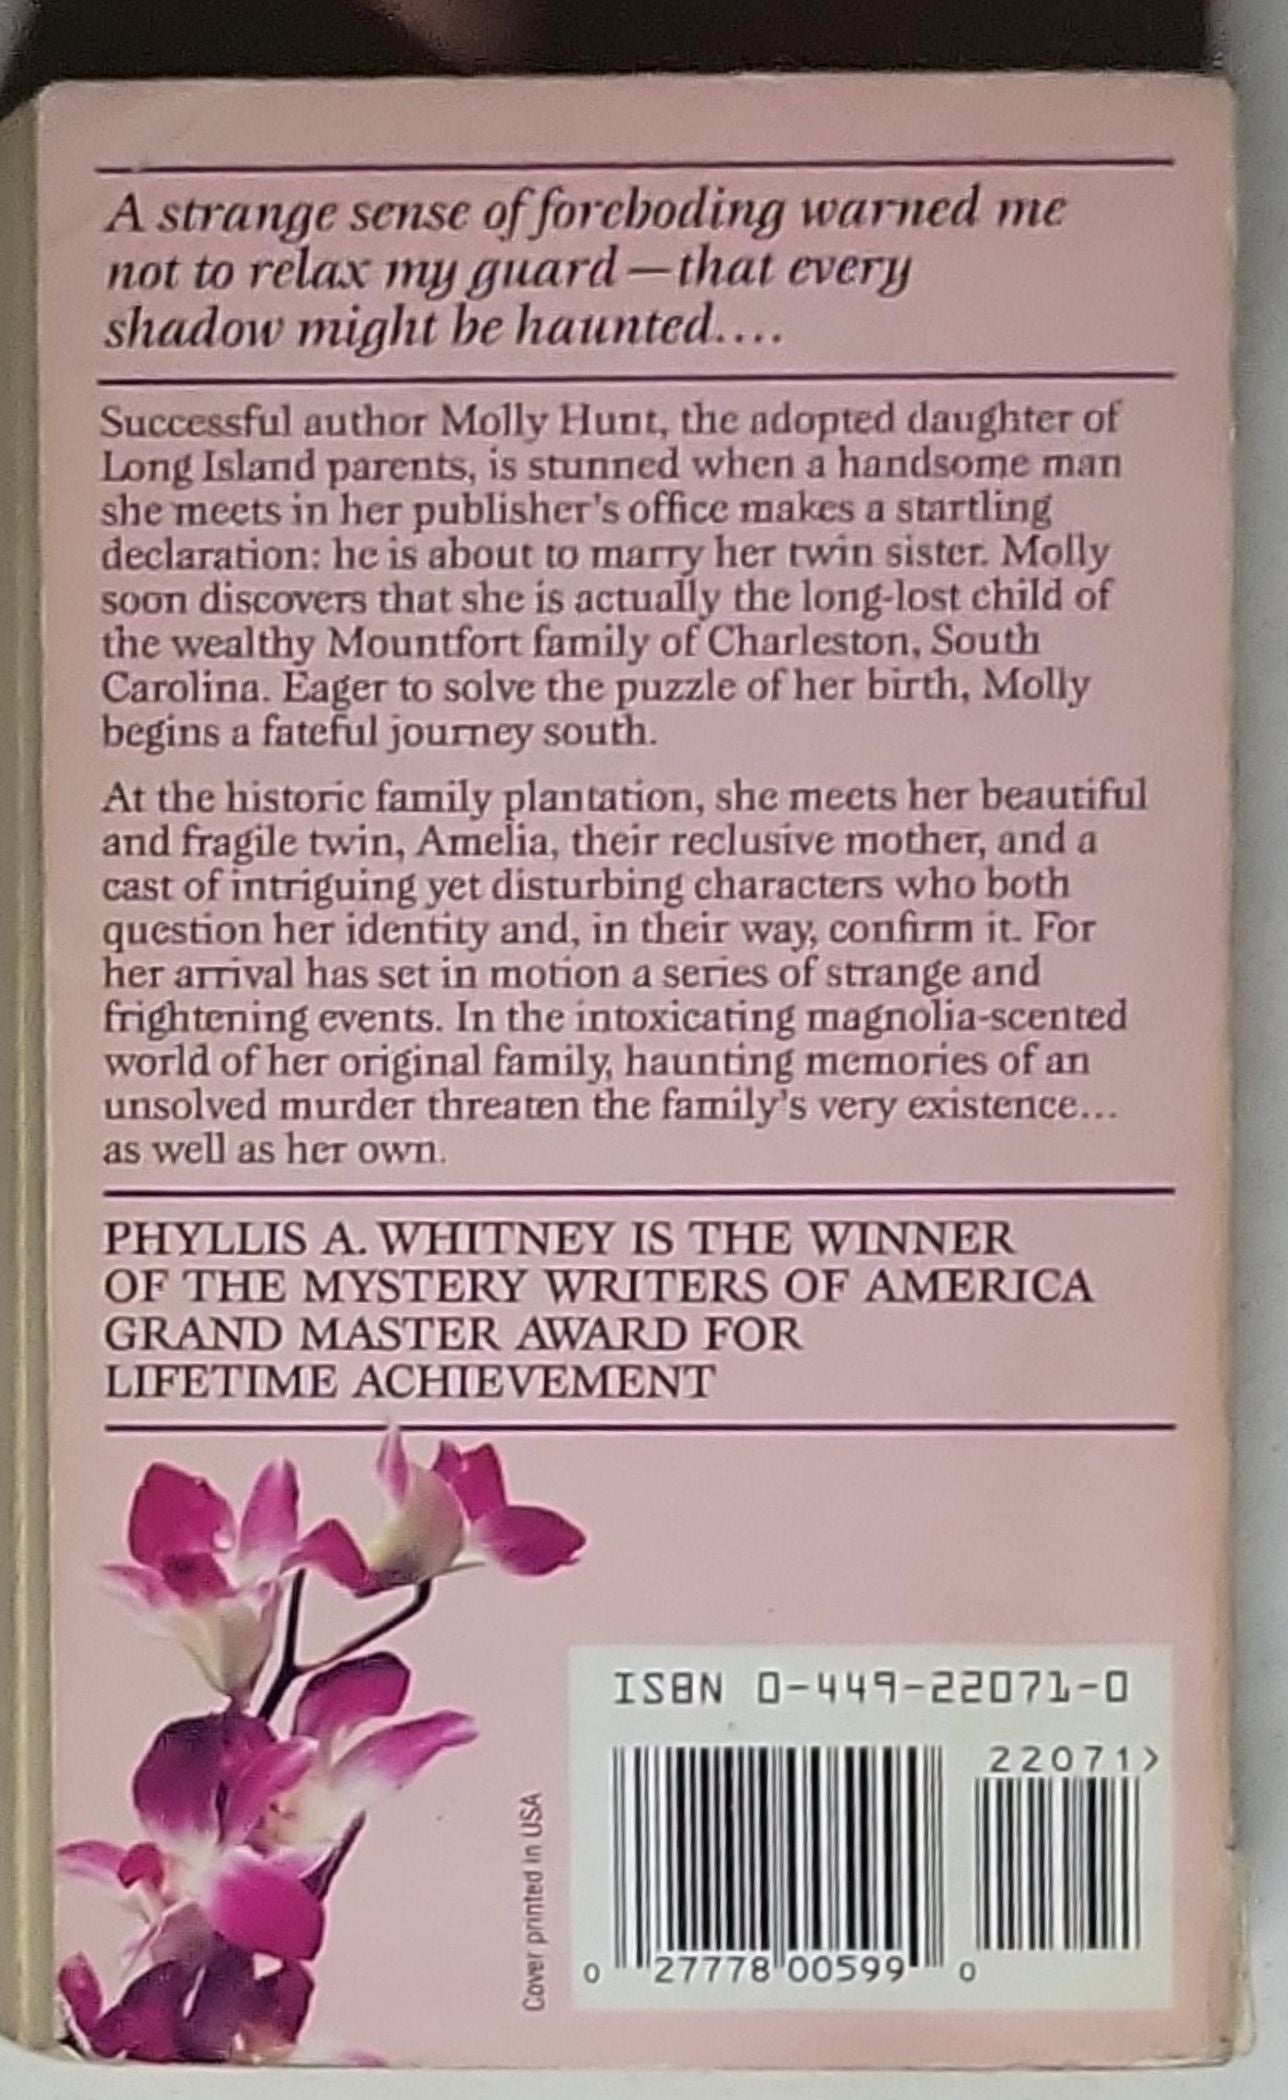 A strange sense of foreboding warned me
not to relax my guard—that every
shadow might be haunted....
Successful author Molly Hunt, the adopted daughter of
Long Island parents, is stunned when a handsome man
she meets in her publisher's office makes a startling
declaration: he is about to marry her twin sister. Molly
soon discovers that she is actually the long-lost child of
the wealthy Mountfort family of Charleston, South
Carolina. Eager to solve the puzzle of her birth, Molly
begins a fateful journey south.
At the historic family plantation, she meets her beautiful
and fragile twin, Amelia, their reclusive mother, and a
cast of intriguing yet disturbing characters who both
question her identity and, in their way, confirm it. For
her arrival has set in motion a series of strange and
frightening events. In the intoxicating magnolia-scented
world of her original family, haunting memories of an
unsolved murder threaten the family's very existence...
as well as her own.
PHYLLIS A. WHITNEY IS THE WINNER
OF THE MYSTERY WRITERS OF AMERICA
GRAND MASTER AWARD FOR
LIFETIME ACHIEVEMENT
Cover printed in USA
ISBN 0-449-22071-0
22071>
0 27778 00599 0